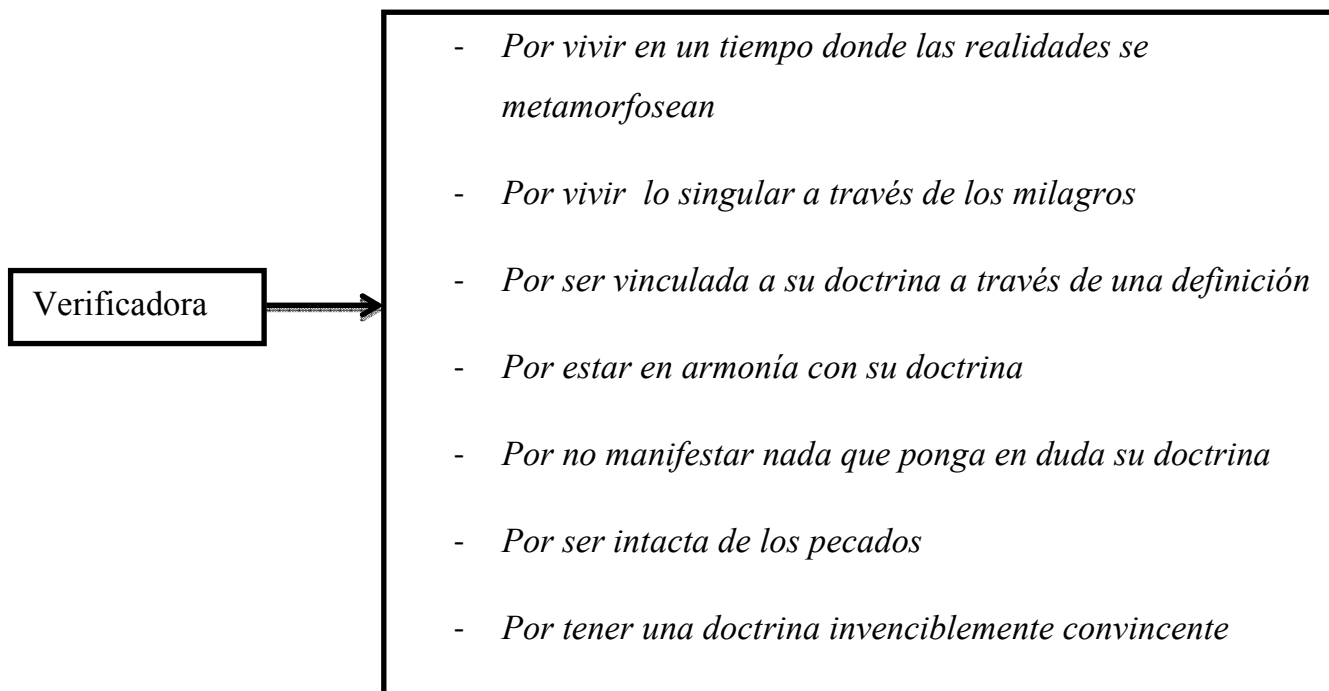 - Por vivir en un tiempo donde las realidades se
metamorfosean
- Por vivir lo singular a través de los milagros
- Por ser vinculada a su doctrina a través de una definición
Verificadora
- Por estar en armonía con su doctrina
- Por no manifestar nada que ponga en duda su doctrina
- Por ser intacta de los pecados
- Por tener una doctrina invenciblemente convincente